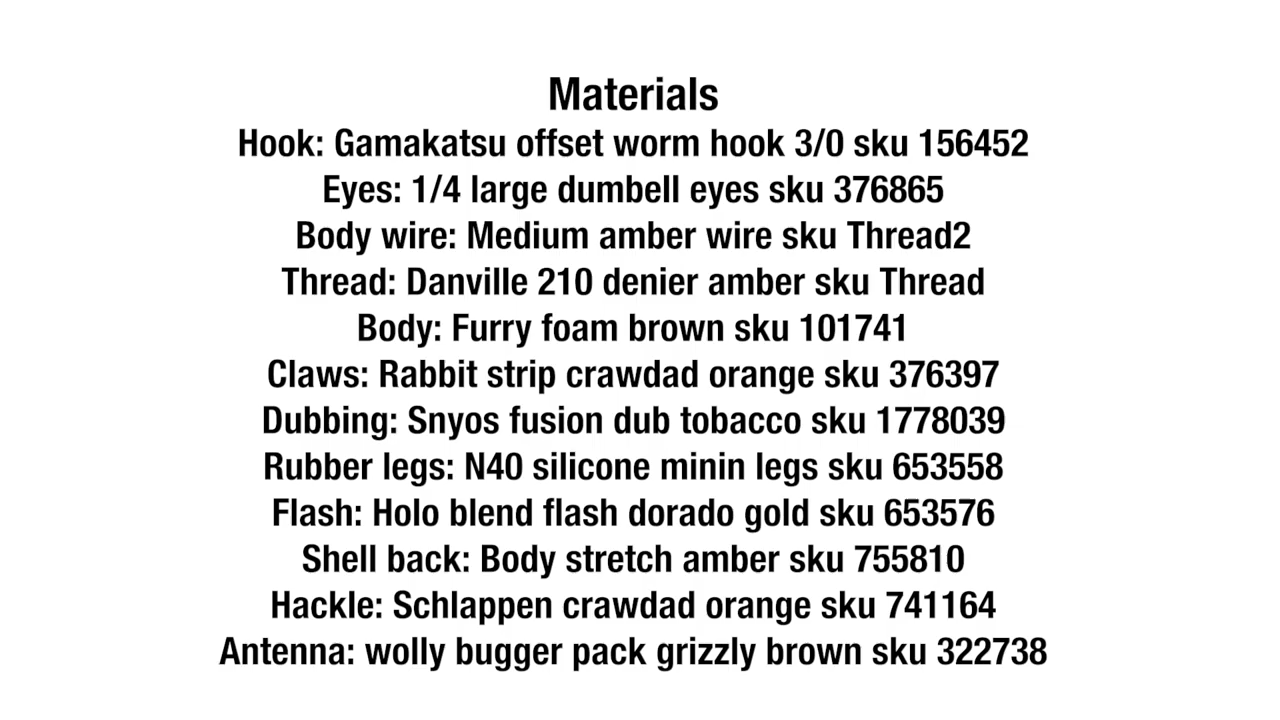 Materials
Hook: Gamakatsu offset worm hook 3/0 sku 156452
Eyes: 1/4 large dumbell eyes sku 376865
Body wire: Medium amber wire sku Thread2
Thread: Danville 210 denier amber sku Thread
Body: Furry foam brown sku 101741
Claws: Rabbit strip crawdad orange sku 376397
Dubbing: Snyos fusion dub tobacco sku 1778039
Rubber legs: N40 silicone minin legs sku 653558
Flash: Holo blend flash dorado gold sku 653576
Shell back: Body stretch amber sku 755810
Hackle: Schlappen crawdad orange sku 741164
Antenna: wolly bugger pack grizzly brown sku 322738